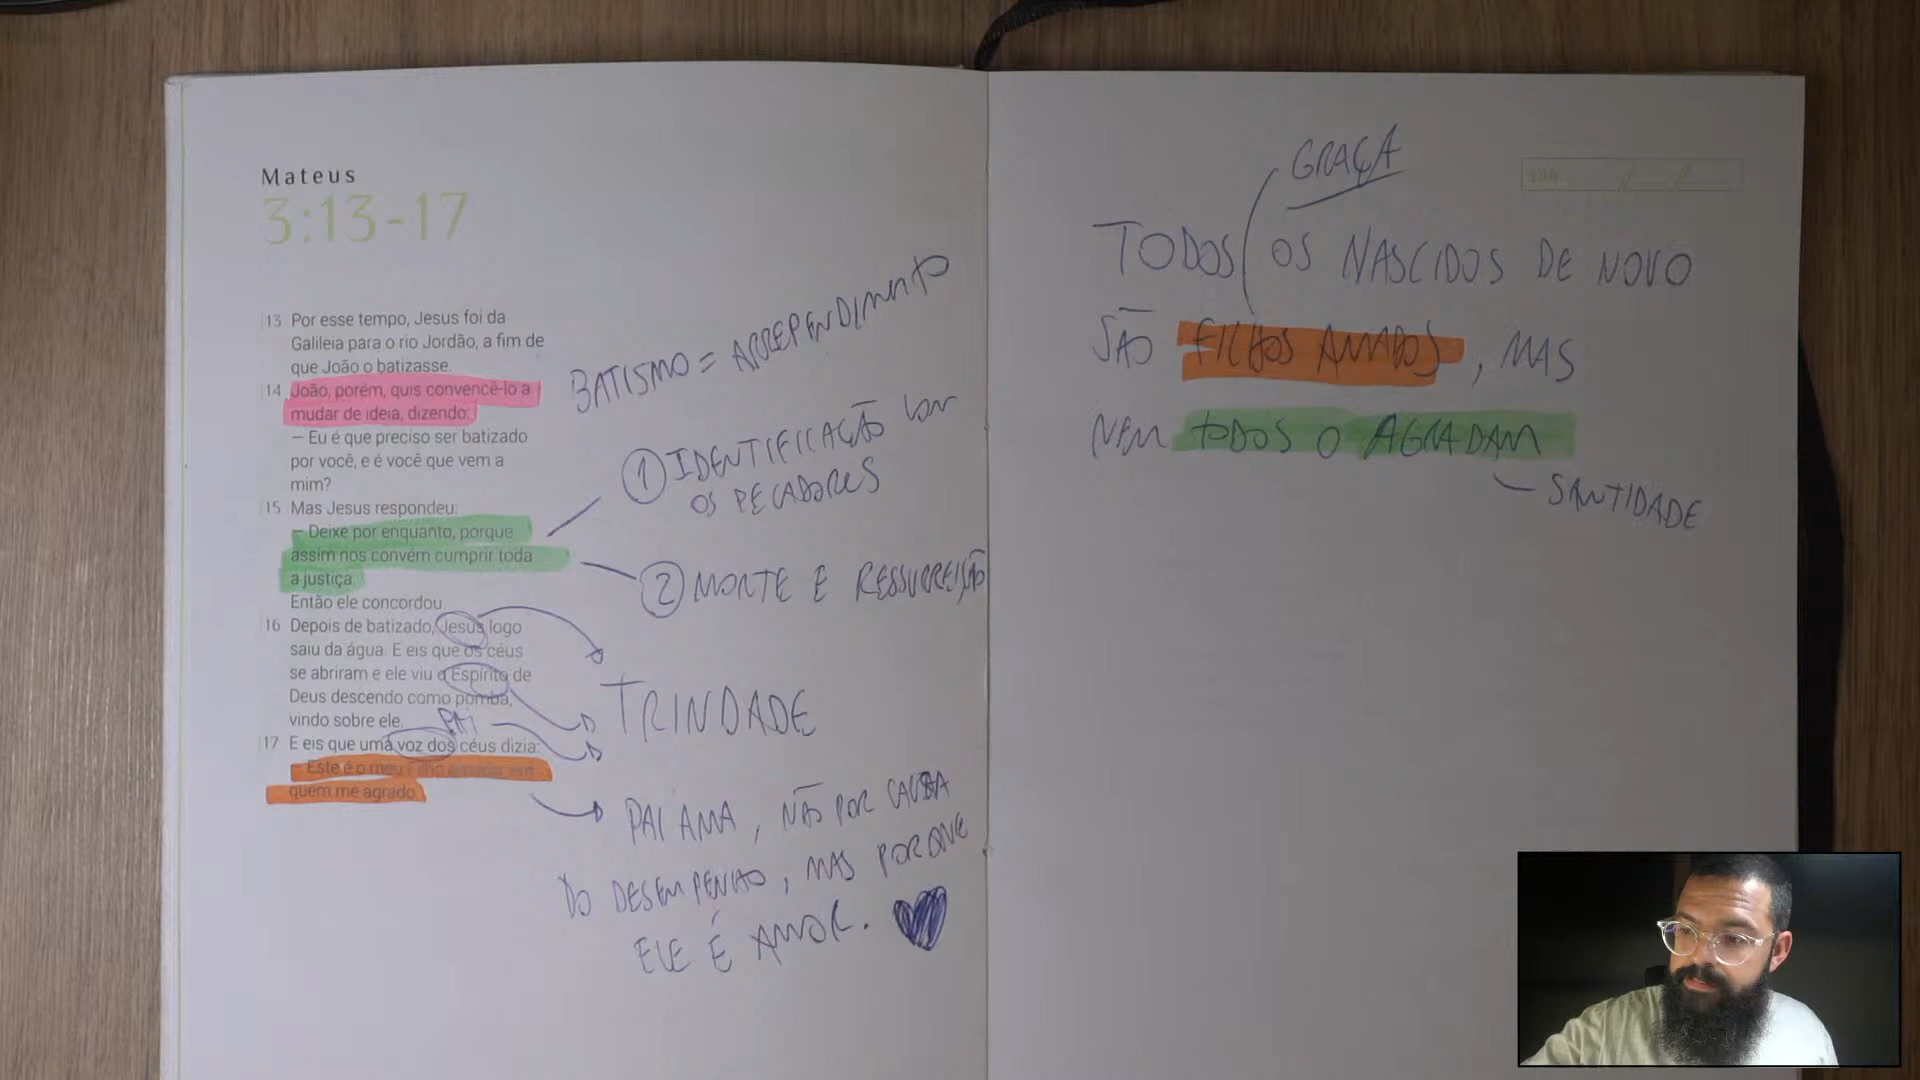 Mateus
3:13-17
13 Por esse tempo, Jesus foi da
Galileia para o rio Jordão, a fim de
que João o batizasse.
14 João, porém, quis convencê-lo a
mudar de ideia, dizendo:
– Eu é que preciso ser batizado
por você, e é você que vem a
mim?
15 Mas Jesus respondeu:
– Deixe por enquanto, porque
assim nos convém cumprir toda
a justiça.
Então ele concordou.
16 Depois de batizado, Jesus logo
saiu da água. E eis que os céus
se abriram e ele viu o Espírito de
Deus descendo como pomba,
vindo sobre ele.
PAI
17 E eis que uma voz dos céus dizia:
– Este é o meu Filho amado, em
quem me agrado.
BATISMO = ARREPENDIMENTO
1 IDENTIFICAÇÃO com
OS PECADORES
2 MORTE E RESSURREIÇÃO
TRINDADE
PAI AMA, NÃO POR CAUSA
DO DESEMPENHO, MAS PORQUE
ELE É AMOR.
GRAÇA
TODOS OS NASCIDOS DE NOVO
SÃO FILHOS AMADOS, MAS
NEM TODOS O AGRADAM
SANTIDADE